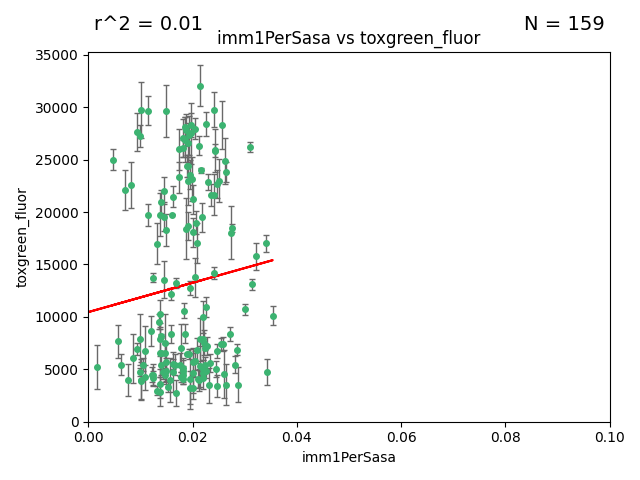 r^2 = 0.01
N = 159
imm1PerSasa vs toxgreen_fluor
35000
30000
25000
20000
15000
10000
5000
0
toxgreen_fluor
0.00
0.02
0.04
0.06
0.08
0.10
imm1PerSasa